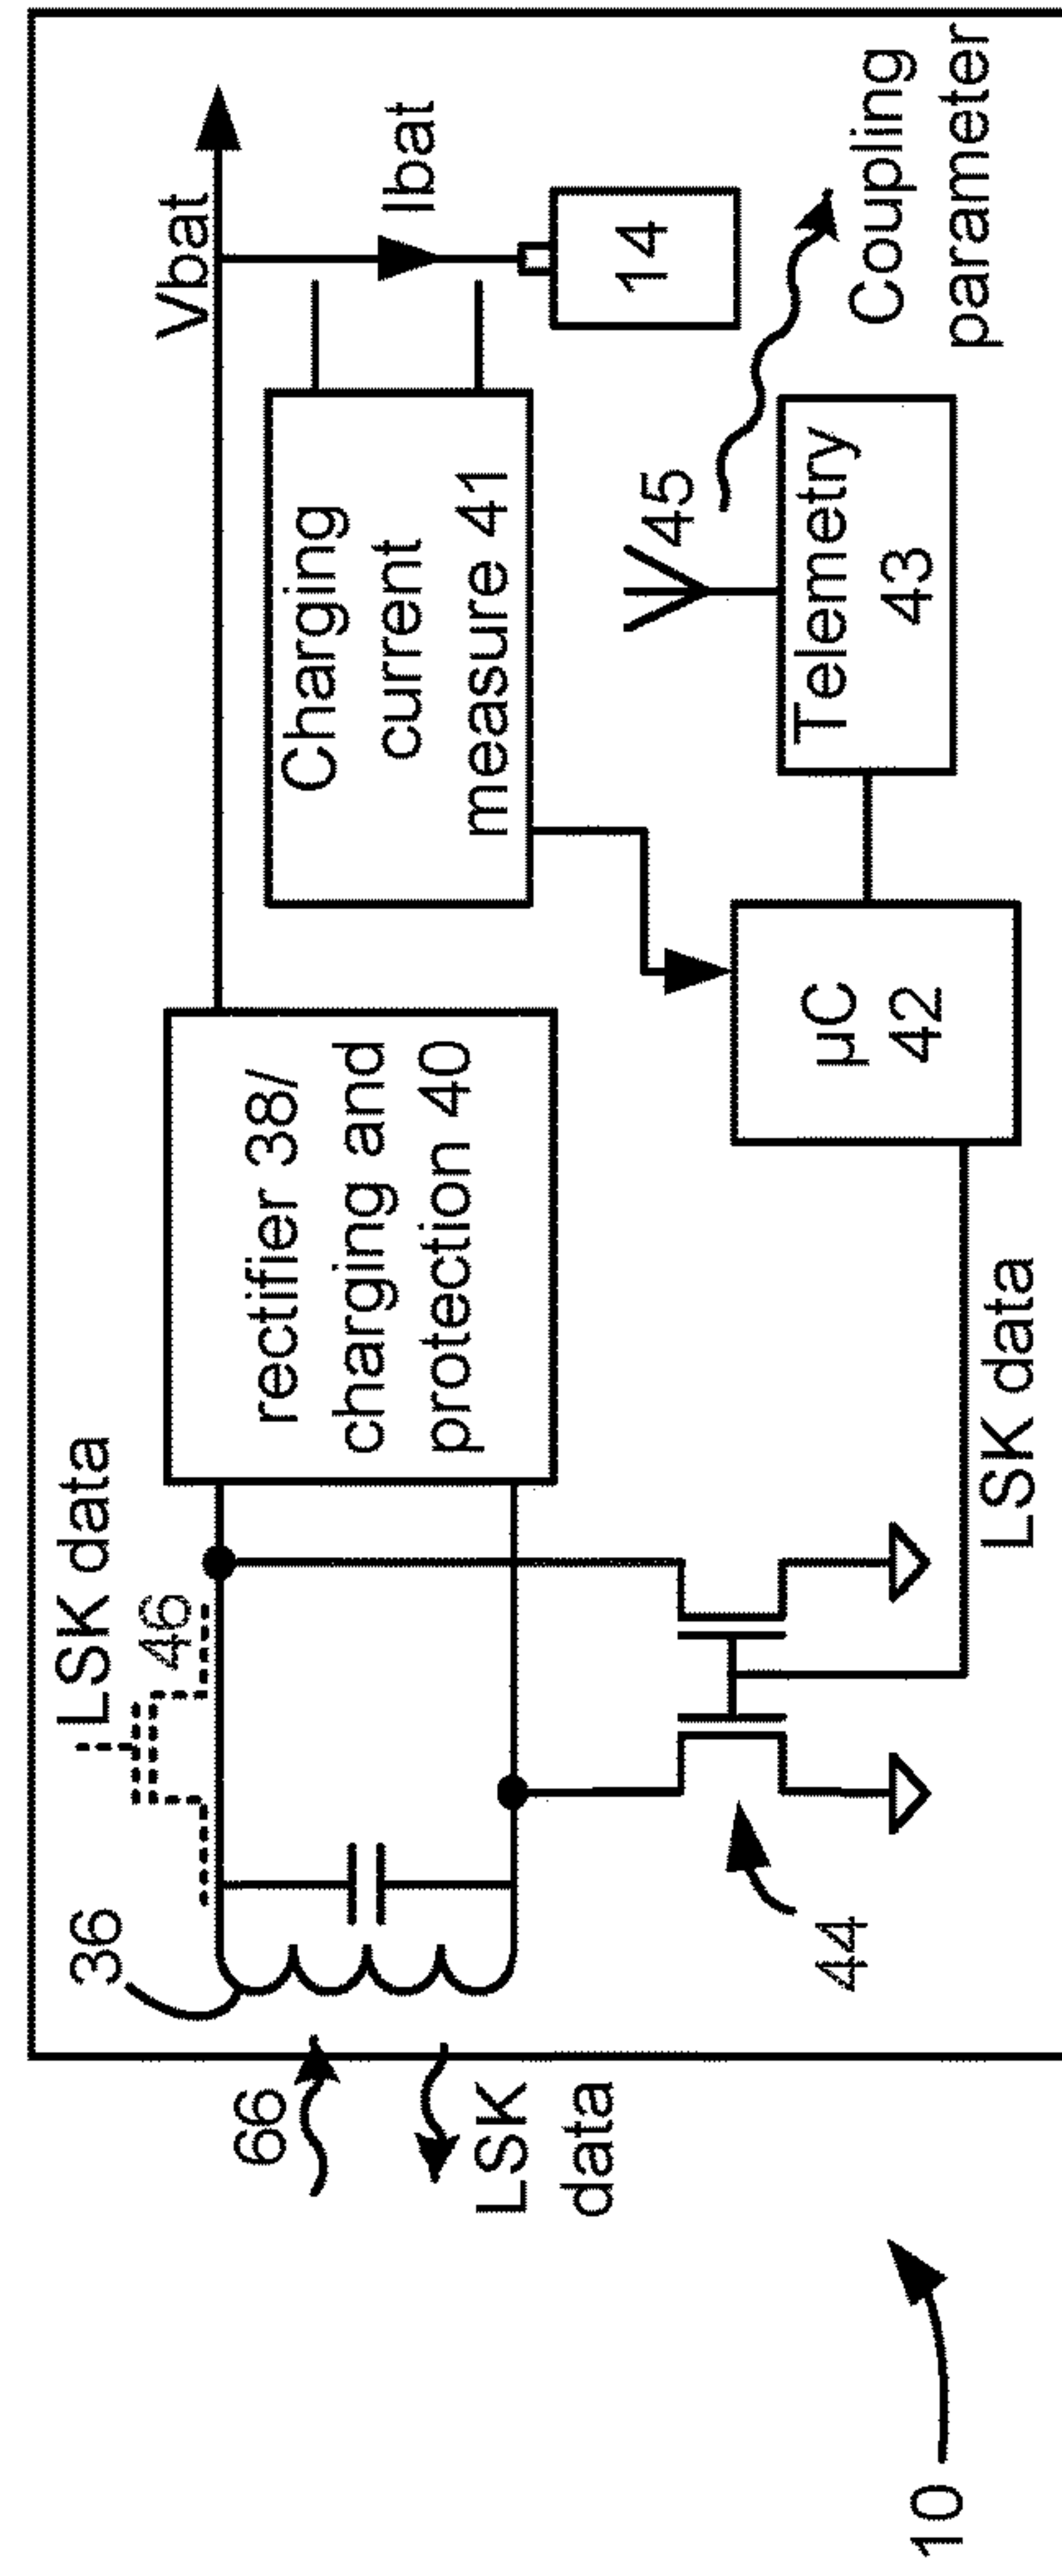 LSK data
46
36
Vbat
Ibat
14
rectifier 38/
charging and
protection 40
Charging
current
measure 41
66
LSK
data
45
Coupling
parameter
Telemetry
43
µC
42
44
LSK data
10